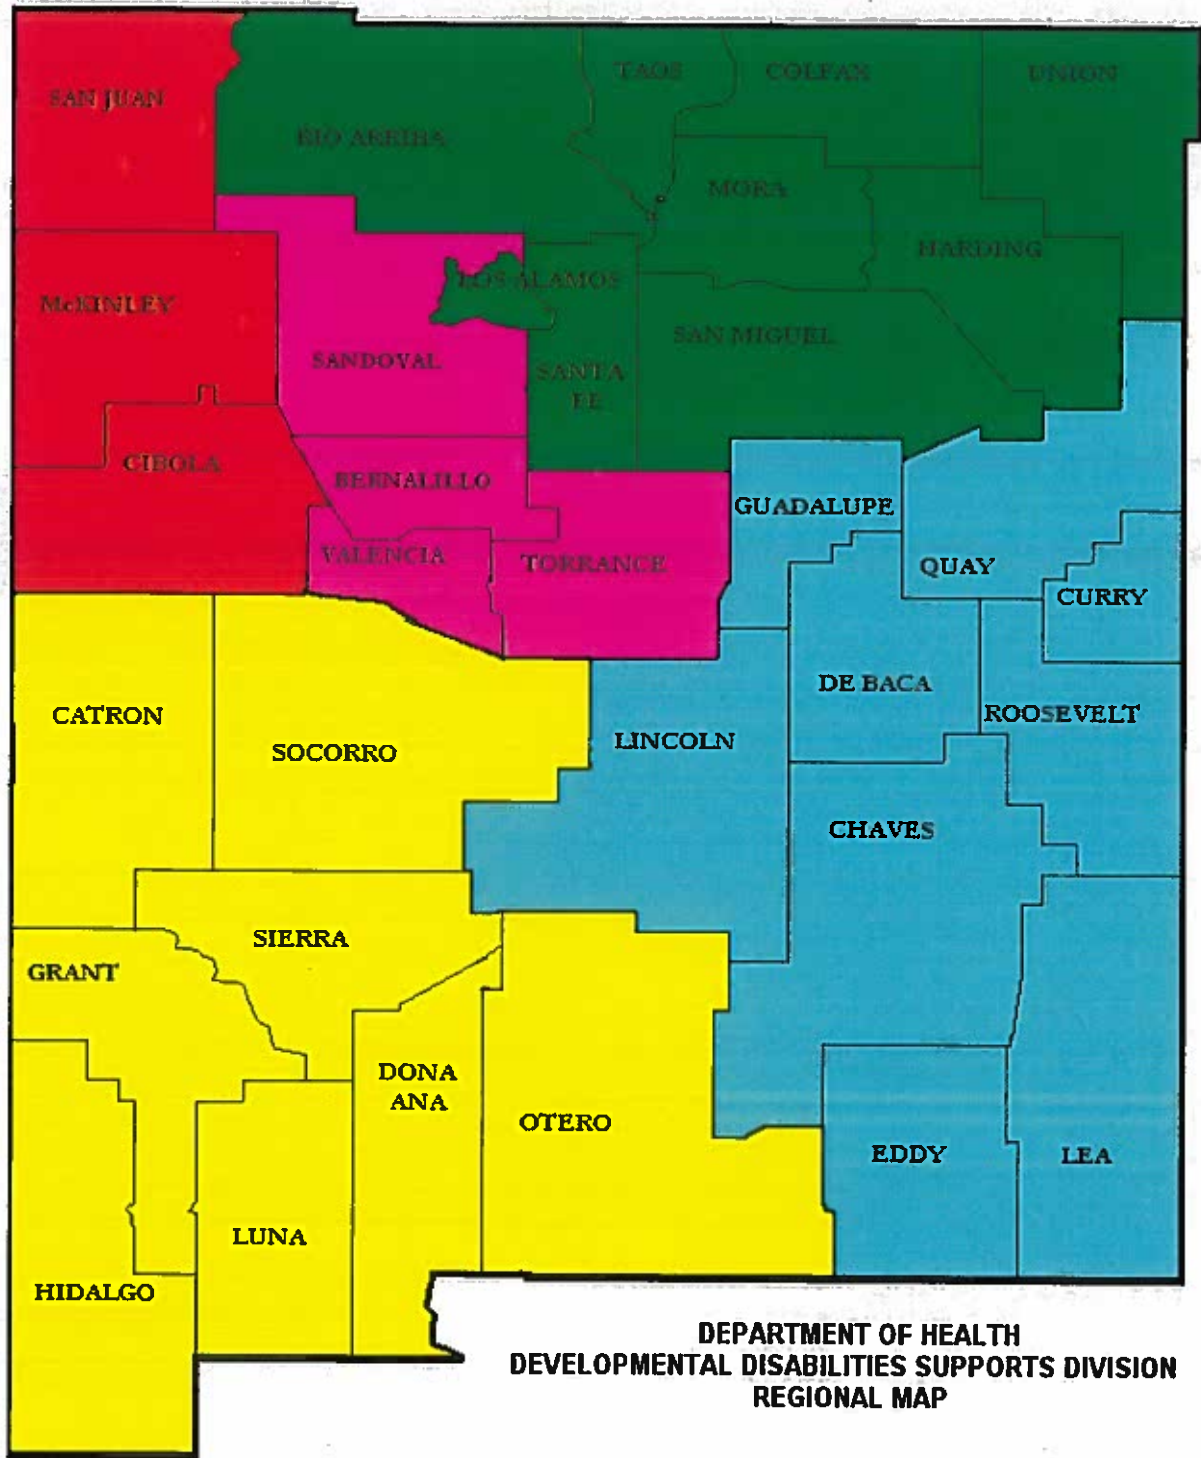 TAOS
COLFAX
UNION
SAN JUAN
RIO ARRIBA
MORA
HARDING
LOS ALAMOS
McKINLEY
SAN MIGUEL
SANDOVAL
SANTA
FE
CIBOLA
BERNALILLO
GUADALUPE
VALENCIA
TORRANCE
QUAY
CURRY
DE BACA
CATRON
ROOSEVELT
LINCOLN
SOCORRO
CHAVES
SIERRA
GRANT
DONA
ANA
OTERO
EDDY
LEA
LUNA
HIDALGO
DEPARTMENT OF HEALTH
DEVELOPMENTAL DISABILITIES SUPPORTS DIVISION
REGIONAL MAP